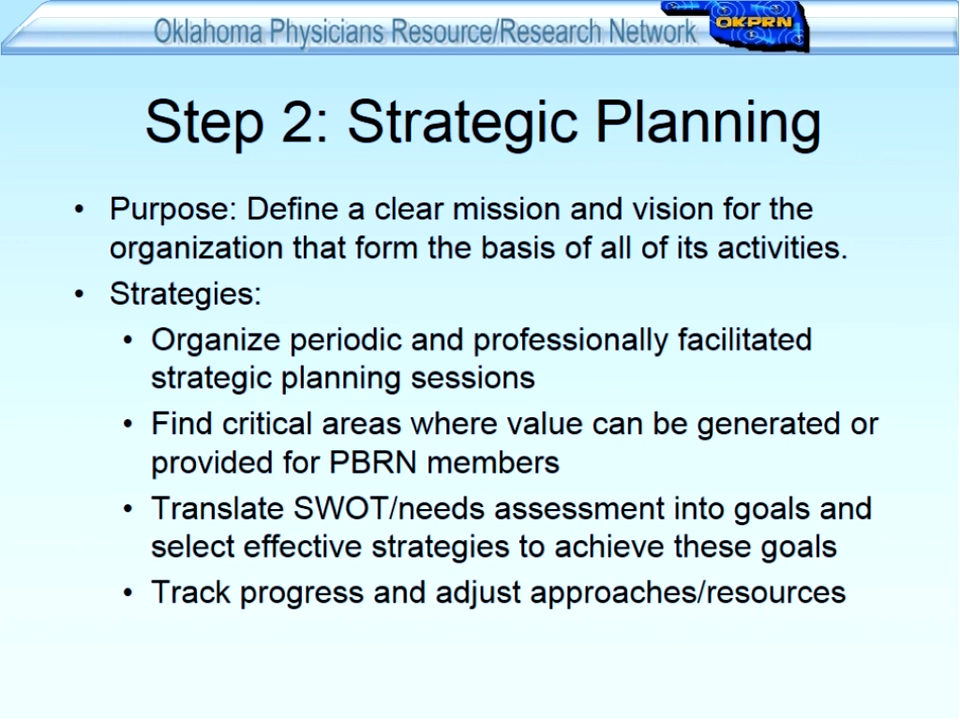 Oklahoma Physicians Resource/Research Network
OKPRN
Step 2: Strategic Planning
• Purpose: Define a clear mission and vision for the
organization that form the basis of all of its activities.
• Strategies:
• Organize periodic and professionally facilitated
strategic planning sessions
• Find critical areas where value can be generated or
provided for PBRN members
• Translate SWOT/needs assessment into goals and
select effective strategies to achieve these goals
• Track progress and adjust approaches/resources